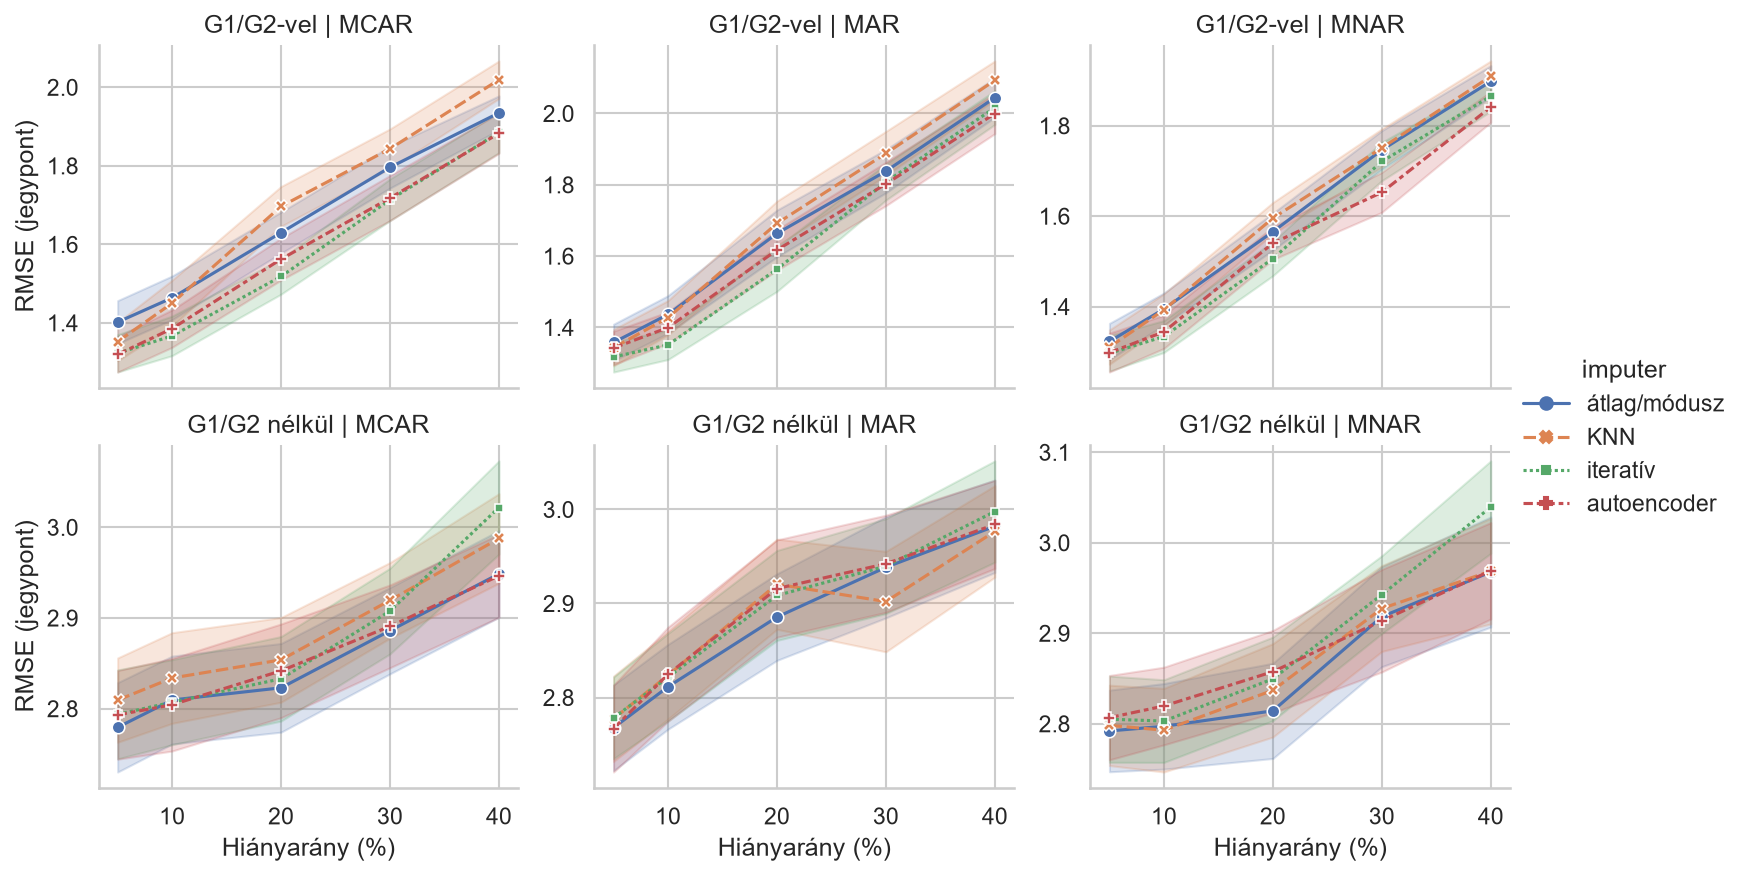 G1/G2-vel | MCAR
G1/G2-vel | MAR
G1/G2-vel | MNAR
RMSE (jegypont)
2.0
1.8
1.6
1.4
2.0
1.8
1.6
1.4
1.8
1.6
1.4
G1/G2 nélkül | MCAR
G1/G2 nélkül | MAR
G1/G2 nélkül | MNAR
RMSE (jegypont)
3.0
2.9
2.8
3.0
2.9
2.8
3.1
3.0
2.9
2.8
10 20 30 40
10 20 30 40
10 20 30 40
Hiányarány (%)
Hiányarány (%)
Hiányarány (%)
imputer
átlag/módusz
KNN
iteratív
autoencoder